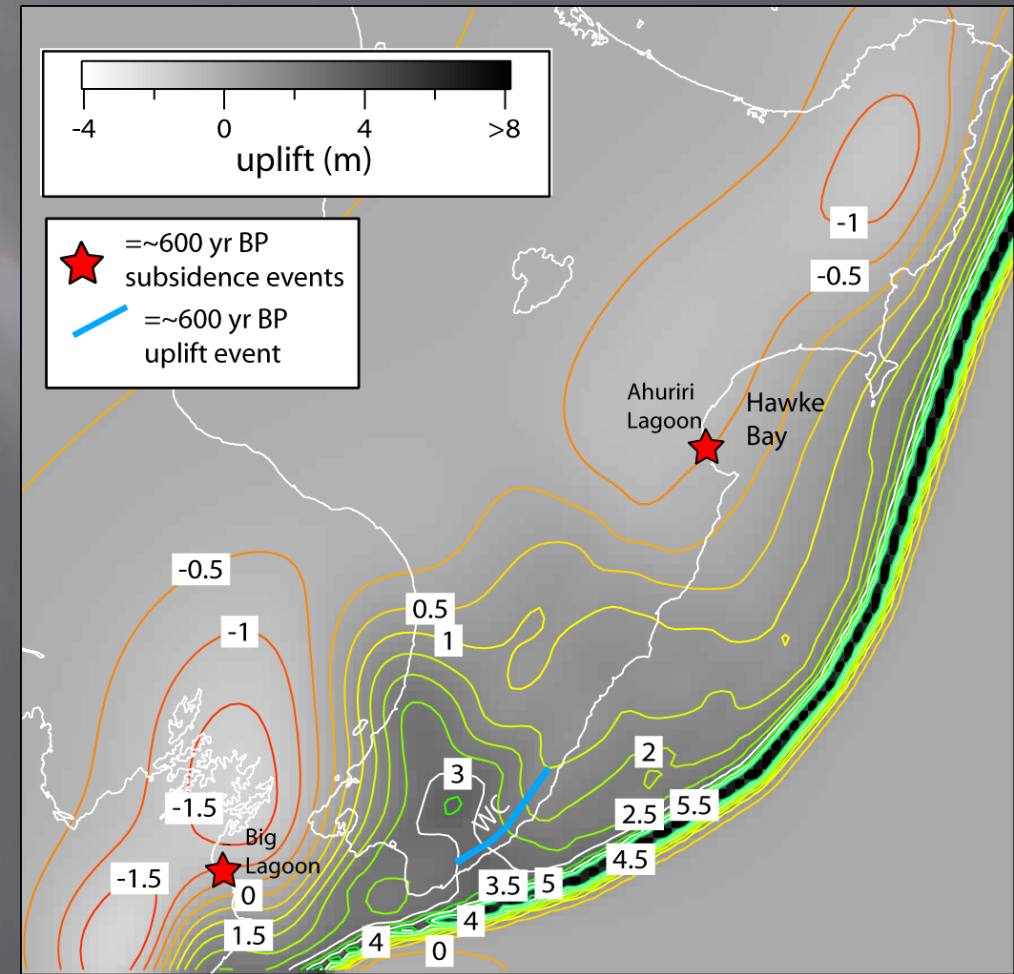 -4
0
4
>8
uplift (m)
=~600 yr BP
subsidence events
=~600 yr BP
uplift event
-1
-0.5
Ahuriri
Lagoon
Hawke
Bay
-0.5
0.5
-1
1
2
3
WC
-1.5
2.5
5.5
Big
Lagoon
4.5
-1.5
0
3.5
5
1.5
4
4
0